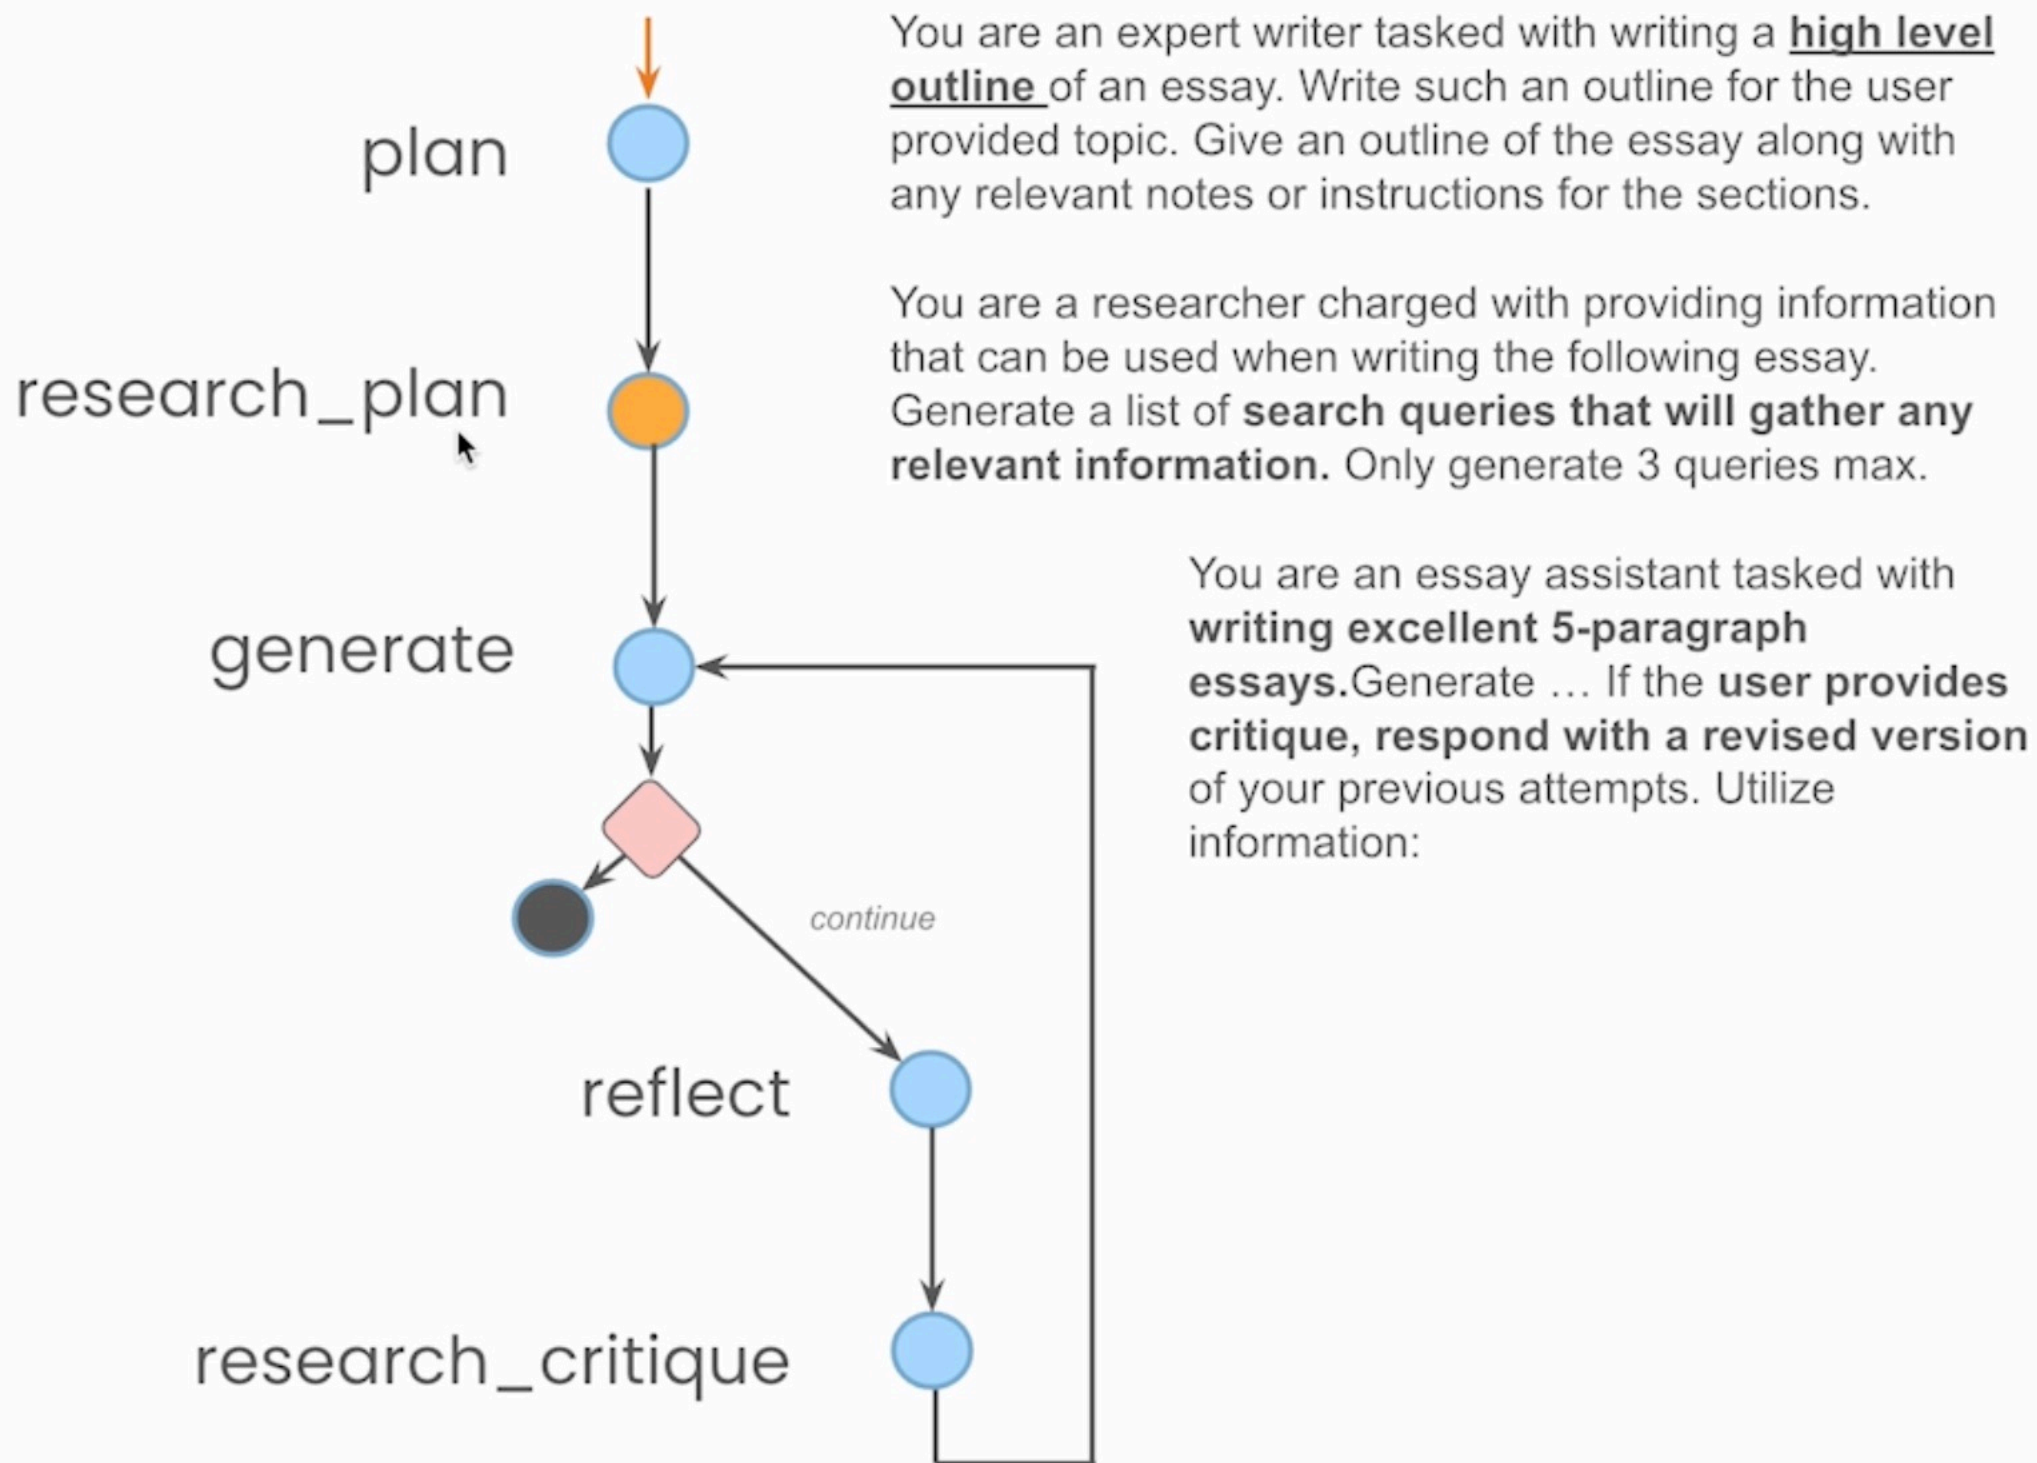 You are an expert writer tasked with writing a high level
outline of an essay. Write such an outline for the user
provided topic. Give an outline of the essay along with
any relevant notes or instructions for the sections.
plan
You are a researcher charged with providing information
that can be used when writing the following essay.
Generate a list of search queries that will gather any
relevant information. Only generate 3 queries max.
research_plan
You are an essay assistant tasked with
writing excellent 5-paragraph
essays.Generate … If the user provides
critique, respond with a revised version
of your previous attempts. Utilize
information:
generate
continue
reflect
research_critique